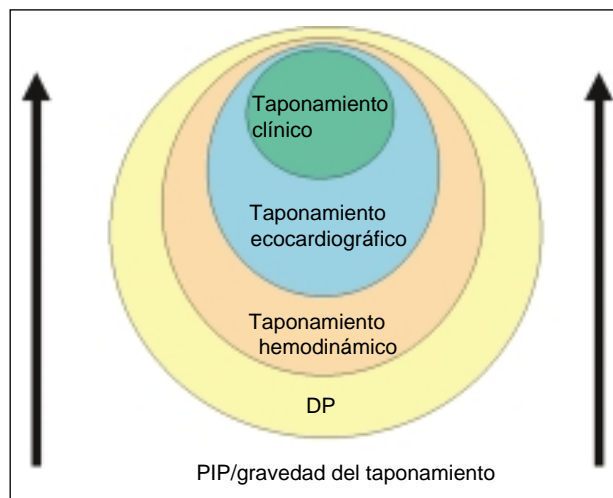 Taponamiento
clínico
Taponamiento
ecocardiográfico
Taponamiento
hemodinámico
DP
PIP/gravedad del taponamiento